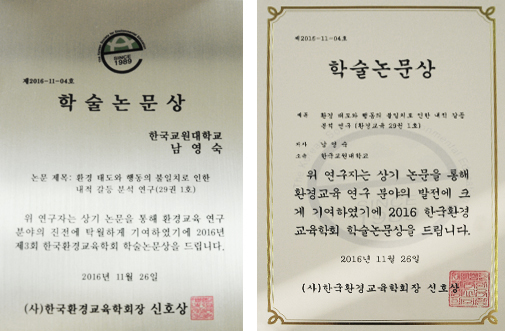 SINCE
1989
제2016-11-04호
학술논문상
한국교원대학교
남영숙
논문 제목: 환경 태도와 행동의 불일치로 인한
내적 갈등 분석 연구(29권 1호)
위 연구자는 상기 논문을 통해 환경교육 연구
분야의 진전에 탁월하게 기여하였기에 2016년
제3회 한국환경교육학회 학술논문상을 드립니다.
2016년 11월 26일
(사)한국환경교육학회장 신호상
제2016-11-04호
학술논문상
제목 환경 태도와 행동의 불일치로 인한 내적 갈등
분석 연구 (환경교육 29권 1호)
저자 남영숙
소속 한국교원대학교
위 연구자는 상기 논문을 통해
환경교육 연구 분야의 발전에 크
게 기여하였기에 2016 한국환경
교육학회 학술논문상을 드립니다.
2016년 11월 26일
(사)한국환경교육학회장 신호상